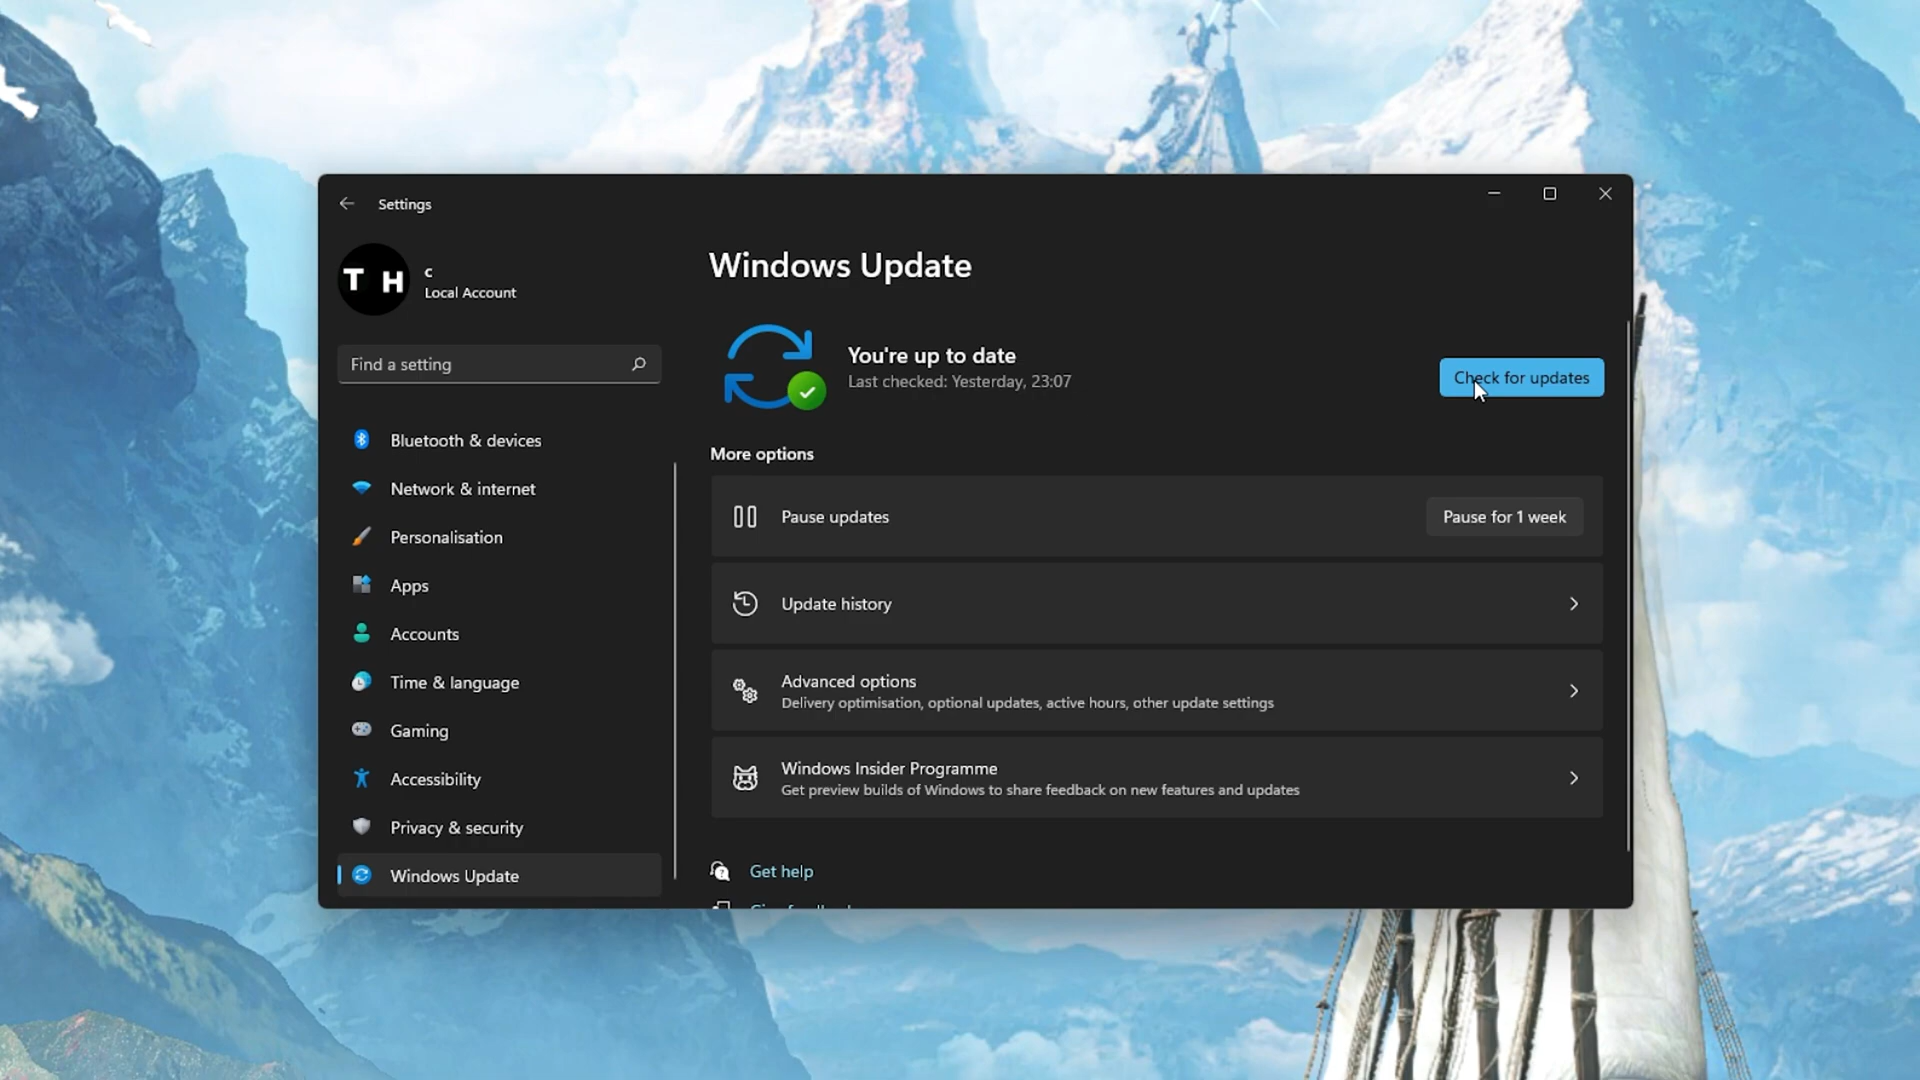 Settings
T H
c
Local Account
Find a setting
Bluetooth & devices
Network & internet
Personalisation
Apps
Accounts
Time & language
Gaming
Accessibility
Privacy & security
Windows Update
Windows Update
You're up to date
Last checked: Yesterday, 23:07
Check for updates
More options
Pause updates
Pause for 1 week
Update history
Advanced options
Delivery optimisation, optional updates, active hours, other update settings
Windows Insider Programme
Get preview builds of Windows to share feedback on new features and updates
Get help